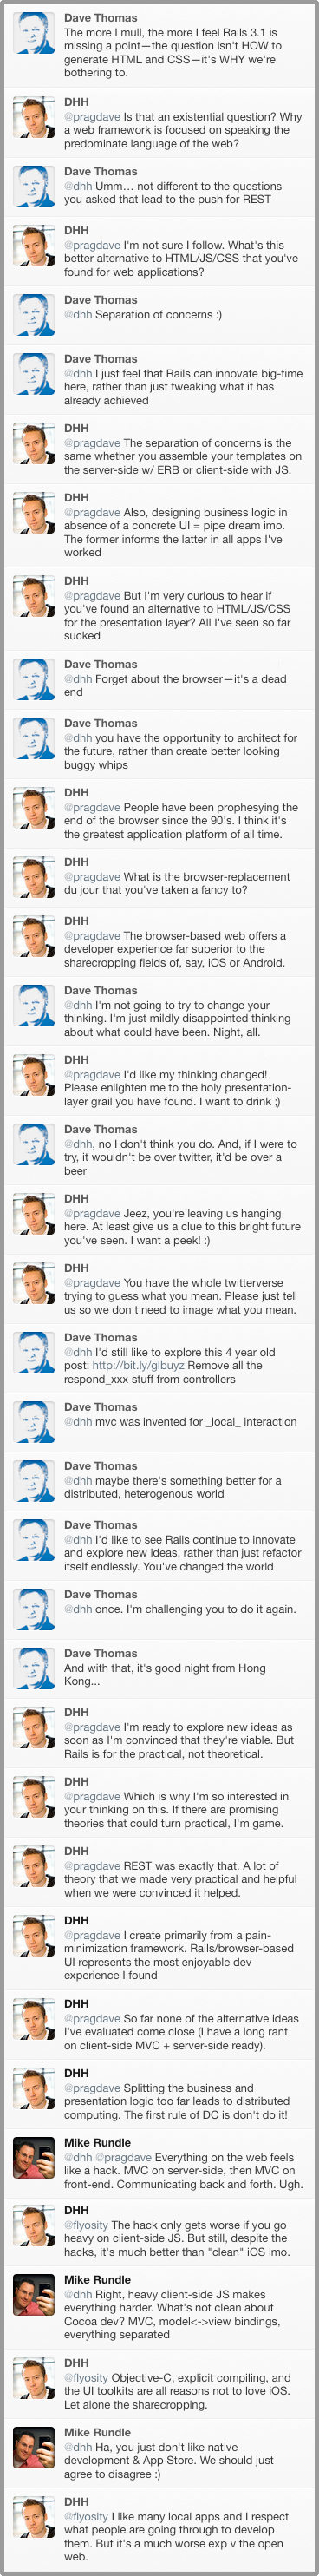 Dave Thomas
The more I mull, the more I feel Rails 3.1 is
missing a point—the question isn't HOW to
generate HTML and CSS—it's WHY we're
bothering to.
DHH
@pragdave Is that an existential question? Why
a web framework is focused on speaking the
predominate language of the web?
Dave Thomas
@dhh Umm… not different to the questions
you asked that lead to the push for REST
DHH
@pragdave I'm not sure I follow. What's this
better alternative to HTML/JS/CSS that you've
found for web applications?
Dave Thomas
@dhh Separation of concerns :)
Dave Thomas
@dhh I just feel that Rails can innovate big-time
here, rather than just tweaking what it has
already achieved
DHH
@pragdave The separation of concerns is the
same whether you assemble your templates on
the server-side w/ ERB or client-side with JS.
DHH
@pragdave Also, designing business logic in
absence of a concrete UI = pipe dream imo.
The former informs the latter in all apps I've
worked
DHH
@pragdave But I'm very curious to hear if
you've found an alternative to HTML/JS/CSS
for the presentation layer? All I've seen so far
sucked
Dave Thomas
@dhh Forget about the browser—it's a dead
end
Dave Thomas
@dhh you have the opportunity to architect for
the future, rather than create better looking
buggy whips
DHH
@pragdave People have been prophesying the
end of the browser since the 90's. I think it's
the greatest application platform of all time.
DHH
@pragdave What is the browser-replacement
du jour that you've taken a fancy to?
DHH
@pragdave The browser-based web offers a
developer experience far superior to the
sharecropping fields of, say, iOS or Android.
Dave Thomas
@dhh I'm not going to try to change your
thinking. I'm just mildly disappointed thinking
about what could have been. Night, all.
DHH
@pragdave I'd like my thinking changed!
Please enlighten me to the holy presentation-
layer grail you have found. I want to drink ;)
Dave Thomas
@dhh, no I don't think you do. And, if I were to
try, it wouldn't be over twitter, it'd be over a
beer
DHH
@pragdave Jeez, you're leaving us hanging
here. At least give us a clue to this bright future
you've seen. I want a peek! :)
DHH
@pragdave You have the whole twitterverse
trying to guess what you mean. Please just tell
us so we don't need to image what you mean.
Dave Thomas
@dhh I'd still like to explore this 4 year old
post: http://bit.ly/glbuyz Remove all the
respond_xxx stuff from controllers
Dave Thomas
@dhh mvc was invented for _local_ interaction
Dave Thomas
@dhh maybe there's something better for a
distributed, heterogenous world
Dave Thomas
@dhh I'd like to see Rails continue to innovate
and explore new ideas, rather than just refactor
itself endlessly. You've changed the world
Dave Thomas
@dhh once. I'm challenging you to do it again.
Dave Thomas
And with that, it's good night from Hong
Kong...
DHH
@pragdave I'm ready to explore new ideas as
soon as I'm convinced that they're viable. But
Rails is for the practical, not theoretical.
DHH
@pragdave Which is why I'm so interested in
your thinking on this. If there are promising
theories that could turn practical, I'm game.
DHH
@pragdave REST was exactly that. A lot of
theory that we made very practical and helpful
when we were convinced it helped.
DHH
@pragdave I create primarily from a pain-
minimization framework. Rails/browser-based
UI represents the most enjoyable dev
experience I found
DHH
@pragdave So far none of the alternative ideas
I've evaluated come close (I have a long rant
on client-side MVC + server-side ready).
DHH
@pragdave Splitting the business and
presentation logic too far leads to distributed
computing. The first rule of DC is don't do it!
Mike Rundle
@dhh @pragdave Everything on the web feels
like a hack. MVC on server-side, then MVC on
front-end. Communicating back and forth. Ugh.
DHH
@flyosity The hack only gets worse if you go
heavy on client-side JS. But still, despite the
hacks, it's much better than "clean" iOS imo.
Mike Rundle
@dhh Right, heavy client-side JS makes
everything harder. What's not clean about
Cocoa dev? MVC, model<->view bindings,
everything separated
DHH
@flyosity Objective-C, explicit compiling, and
the UI toolkits are all reasons not to love iOS.
Let alone the sharecropping.
Mike Rundle
@dhh Ha, you just don't like native
development & App Store. We should just
agree to disagree :)
DHH
@flyosity I like many local apps and I respect
what people are going through to develop
them. But it's a much worse exp v the open
web.